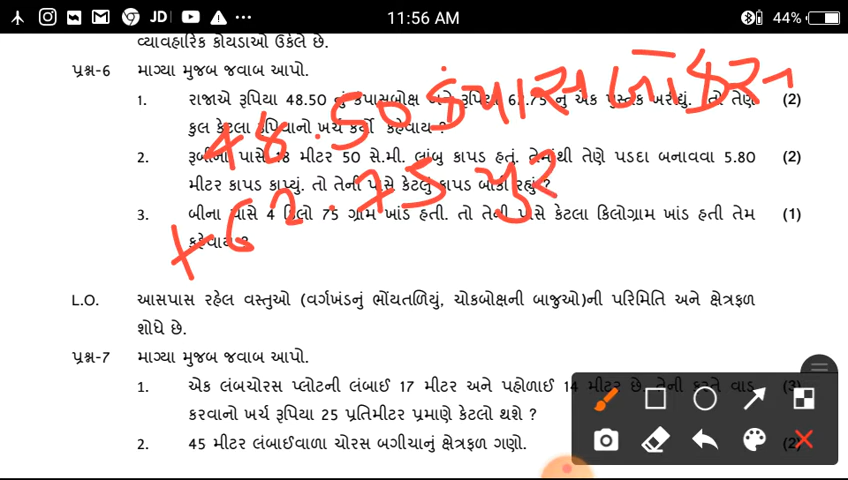 JD 11:56 AM 44%
વ્યાવહારિક કોયડાઓ ઉકેલે છે.
પ્રશ્ન-6 માગ્યા મુજબ જવાબ આપો.
1. રાજાએ રૂપિયા 48.50 નું કંપાસબોક્ષ અને રૂપિયા 62.75 નું એક પુસ્તક ખરીદ્યું. તો તેણે (2)
કુલ કેટલા રૂપિયાનો ખર્ચ કર્યો કહેવાય ?
48.50 કંપાસ બોક્સ
2. રૂબીના પાસે 18 મીટર 50 સે.મી. લાંબુ કાપડ હતું. તેમાંથી તેણે પડદા બનાવવા 5.80 (2)
મીટર કાપડ કાપ્યું. તો તેની પાસે કેટલું કાપડ બાકી રહ્યું ?
+62.75
3. બીના પાસે 4 કિલો 75 ગ્રામ ખાંડ હતી. તો તેની પાસે કેટલા કિલોગ્રામ ખાંડ હતી તેમ (1)
કહેવાય ?
L.O. આસપાસ રહેલ વસ્તુઓ (વર્ગખંડનું ભોંયતળિયું, ચોકબોક્ષની બાજુઓ)ની પરિમિતિ અને ક્ષેત્રફળ
શોધે છે.
પ્રશ્ન-7 માગ્યા મુજબ જવાબ આપો.
1. એક લંબચોરસ પ્લોટની લંબાઈ 17 મીટર અને પહોળાઈ 14 મીટર છે. તેની ફરતે વાડ (3)
કરવાનો ખર્ચ રૂપિયા 25 પ્રતિમીટર પ્રમાણે કેટલો થશે ?
2. 45 મીટર લંબાઈવાળા ચોરસ બગીચાનું ક્ષેત્રફળ ગણો. (2)